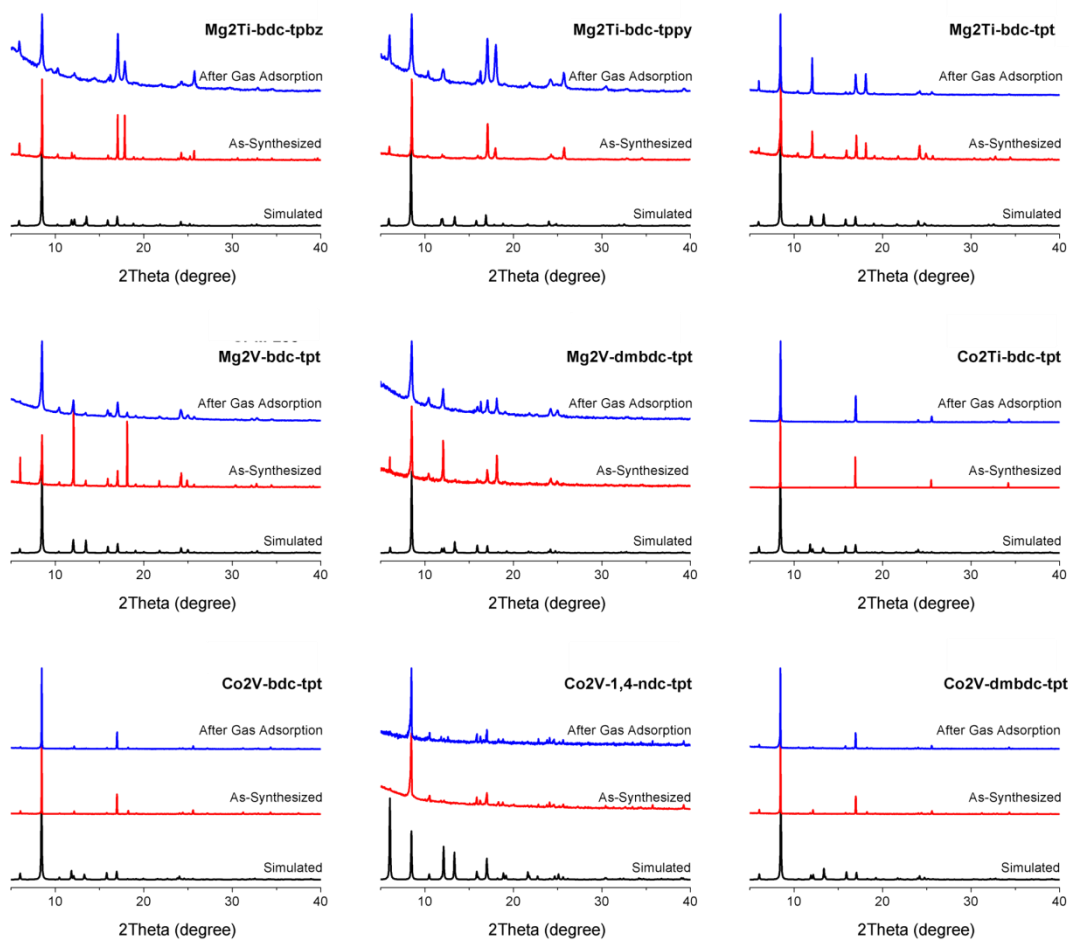 Mg2Ti-bdc-tpbz
After Gas Adsorption
As-Synthesized
Simulated
10 20 30 40
2Theta (degree)
Mg2Ti-bdc-tppy
After Gas Adsorption
As-Synthesized
Simulated
10 20 30 40
2Theta (degree)
Mg2Ti-bdc-tpt
After Gas Adsorption
As-Synthesized
Simulated
10 20 30 40
2Theta (degree)
Mg2V-bdc-tpt
After Gas Adsorption
As-Synthesized
Simulated
10 20 30 40
2Theta (degree)
Mg2V-dmbdc-tpt
After Gas Adsorption
As-Synthesized
Simulated
10 20 30 40
2Theta (degree)
Co2Ti-bdc-tpt
After Gas Adsorption
As-Synthesized
Simulated
10 20 30 40
2Theta (degree)
Co2V-bdc-tpt
After Gas Adsorption
As-Synthesized
Simulated
10 20 30 40
2Theta (degree)
Co2V-1,4-ndc-tpt
After Gas Adsorption
As-Synthesized
Simulated
10 20 30 40
2Theta (degree)
Co2V-dmbdc-tpt
After Gas Adsorption
As-Synthesized
Simulated
10 20 30 40
2Theta (degree)